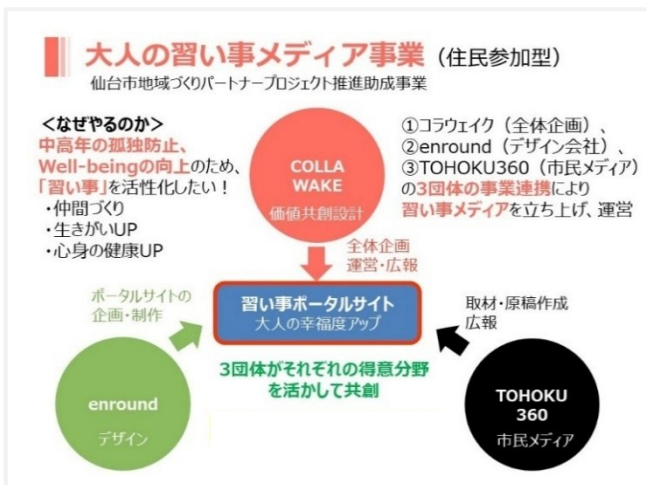 大人の習い事メディア事業（住民参加型）
仙台市地域づくりパートナープロジェクト推進助成事業
＜なぜやるのか＞
中高年の孤独防止、
Well-beingの向上のため、
「習い事」を活性化したい！
・仲間づくり
・生きがいUP
・心身の健康UP
COLLA
WAKE
価値共創設計
①コラウェイク（全体企画）、
②enround（デザイン会社）、
③TOHOKU360（市民メディア）
の3団体の事業連携により
習い事メディアを立ち上げ、運営
全体企画
運営・広報
ポータルサイトの
企画・制作
習い事ポータルサイト
大人の幸福度アップ
取材・原稿作成
広報
3団体がそれぞれの得意分野
を活かして共創
enround
デザイン
TOHOKU
360
市民メディア